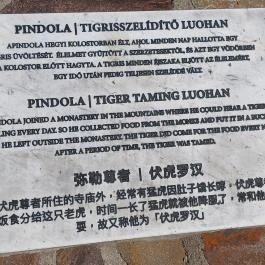 PINDOLA | TIGRISSZELÍDÍTŐ LUOHAN
A PINDOLA HEGYI KOLOSTORBAN ÉLT, AHOL MINDEN NAP HALLOTTA EGY
TIGRIS ÜVÖLTÉSÉT. ÉLELMET GYŰJTÖTT A SZERZETESEKTŐL, ÉS AZT EGY VÖDÖRBEN
A KOLOSTOR ELŐTT HAGYTA. A TIGRIS MINDEN ÉJSZAKA ELJÖTT AZ ÉLELEMÉRT,
EGY IDŐ UTÁN PEDIG TELJESEN SZELÍDDÉ VÁLT.
PINDOLA | TIGER TAMING LUOHAN
PINDOLA JOINED A MONASTERY IN THE MOUNTAINS WHERE HE COULD HEAR A TIGER
LING EVERY DAY. SO HE COLLECTED FOOD FROM THE MONKS AND PUT IT IN A BUC
HE LEFT OUTSIDE THE MONASTERY. THE TIGER DID COME FOR THE FOOD EVERY N
AFTER A PERIOD OF TIME, THE TIGER WAS TAMED.
弥勒尊者 | 伏虎罗汉
伏虎尊者所住的寺庙外，经常有猛虎因肚子饿长哮，伏虎尊者
饭食分给这只老虎，时间一长了猛虎就被他降服了，常和他
耍，故又称他为「伏虎罗汉」